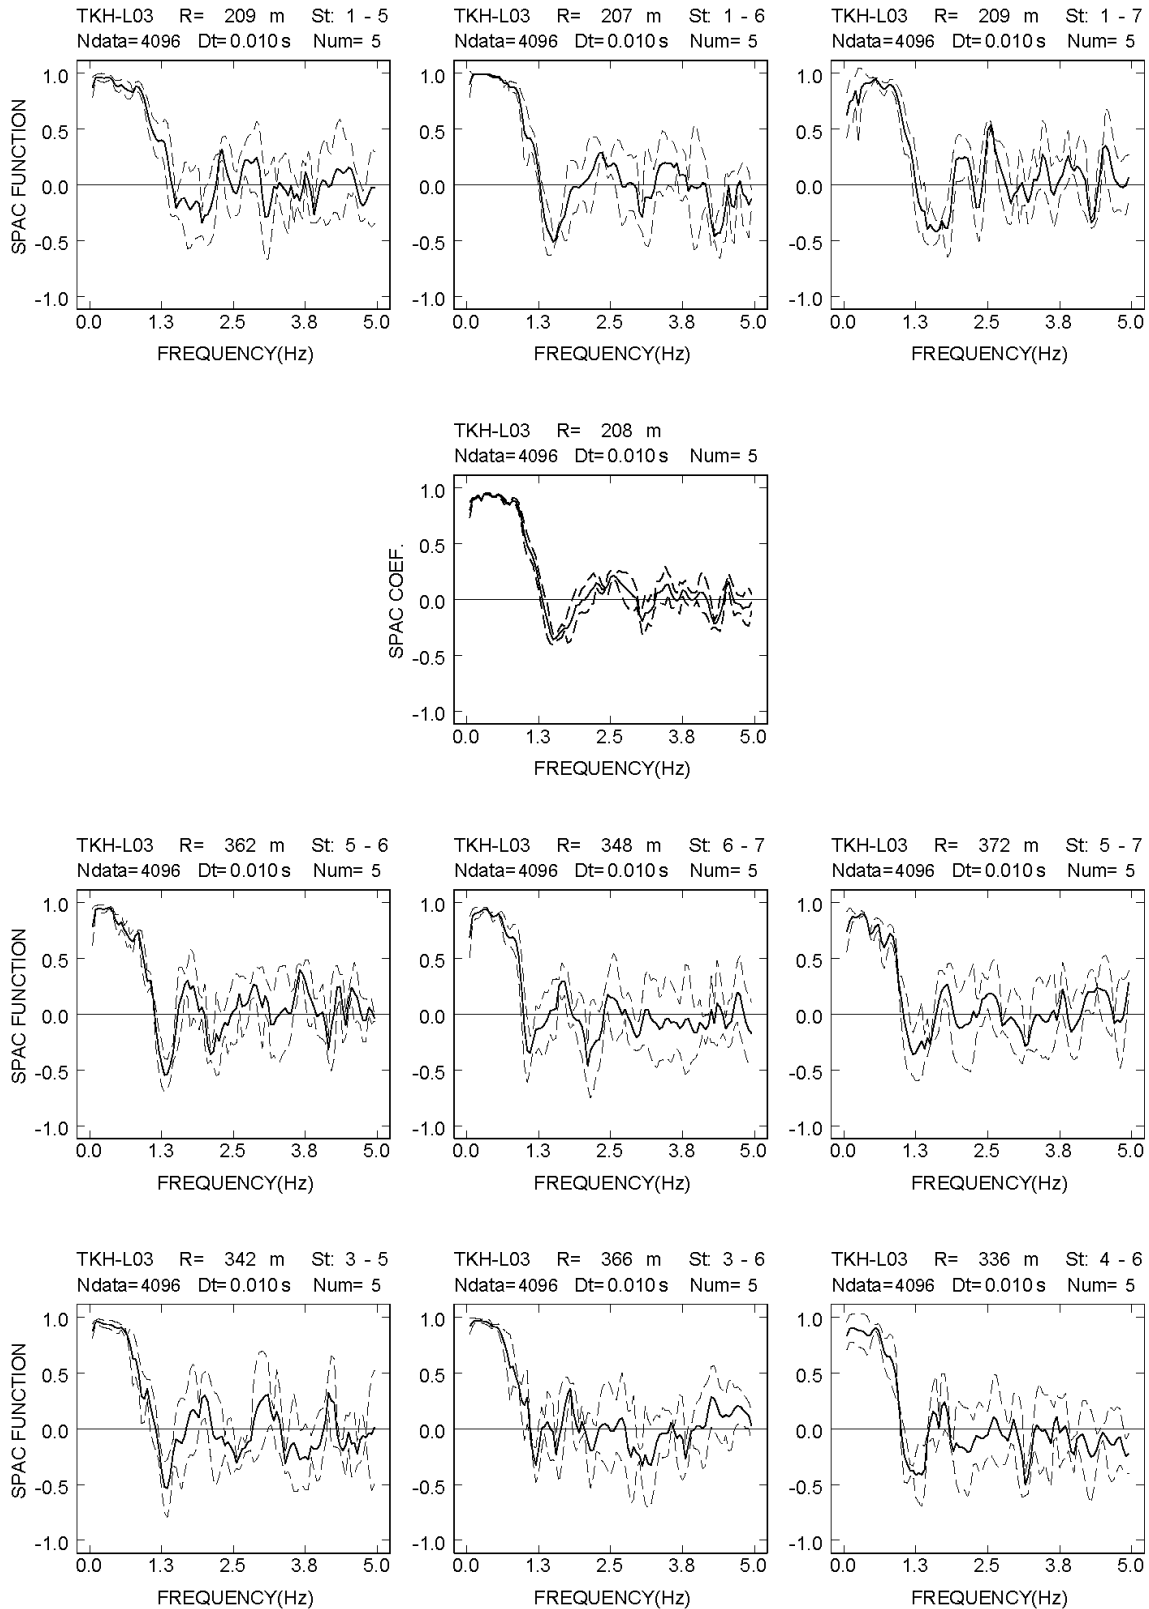 TKH-L03 R= 209 m St: 1 - 5
Ndata=4096 Dt=0.010 s Num= 5
TKH-L03 R= 207 m St: 1 - 6
Ndata=4096 Dt=0.010 s Num= 5
TKH-L03 R= 209 m St: 1 - 7
Ndata=4096 Dt=0.010 s Num= 5
SPAC FUNCTION
1.0
0.5
0.0
-0.5
-1.0
0.0 1.3 2.5 3.8 5.0
FREQUENCY(Hz)
1.0
0.5
0.0
-0.5
-1.0
0.0 1.3 2.5 3.8 5.0
FREQUENCY(Hz)
1.0
0.5
0.0
-0.5
-1.0
0.0 1.3 2.5 3.8 5.0
FREQUENCY(Hz)
TKH-L03 R= 208 m
Ndata=4096 Dt=0.010 s Num= 5
SPAC COEF.
1.0
0.5
0.0
-0.5
-1.0
0.0 1.3 2.5 3.8 5.0
FREQUENCY(Hz)
TKH-L03 R= 362 m St: 5 - 6
Ndata=4096 Dt=0.010 s Num= 5
TKH-L03 R= 348 m St: 6 - 7
Ndata=4096 Dt=0.010 s Num= 5
TKH-L03 R= 372 m St: 5 - 7
Ndata=4096 Dt=0.010 s Num= 5
SPAC FUNCTION
1.0
0.5
0.0
-0.5
-1.0
0.0 1.3 2.5 3.8 5.0
FREQUENCY(Hz)
1.0
0.5
0.0
-0.5
-1.0
0.0 1.3 2.5 3.8 5.0
FREQUENCY(Hz)
1.0
0.5
0.0
-0.5
-1.0
0.0 1.3 2.5 3.8 5.0
FREQUENCY(Hz)
TKH-L03 R= 342 m St: 3 - 5
Ndata=4096 Dt=0.010 s Num= 5
TKH-L03 R= 366 m St: 3 - 6
Ndata=4096 Dt=0.010 s Num= 5
TKH-L03 R= 336 m St: 4 - 6
Ndata=4096 Dt=0.010 s Num= 5
SPAC FUNCTION
1.0
0.5
0.0
-0.5
-1.0
0.0 1.3 2.5 3.8 5.0
FREQUENCY(Hz)
1.0
0.5
0.0
-0.5
-1.0
0.0 1.3 2.5 3.8 5.0
FREQUENCY(Hz)
1.0
0.5
0.0
-0.5
-1.0
0.0 1.3 2.5 3.8 5.0
FREQUENCY(Hz)